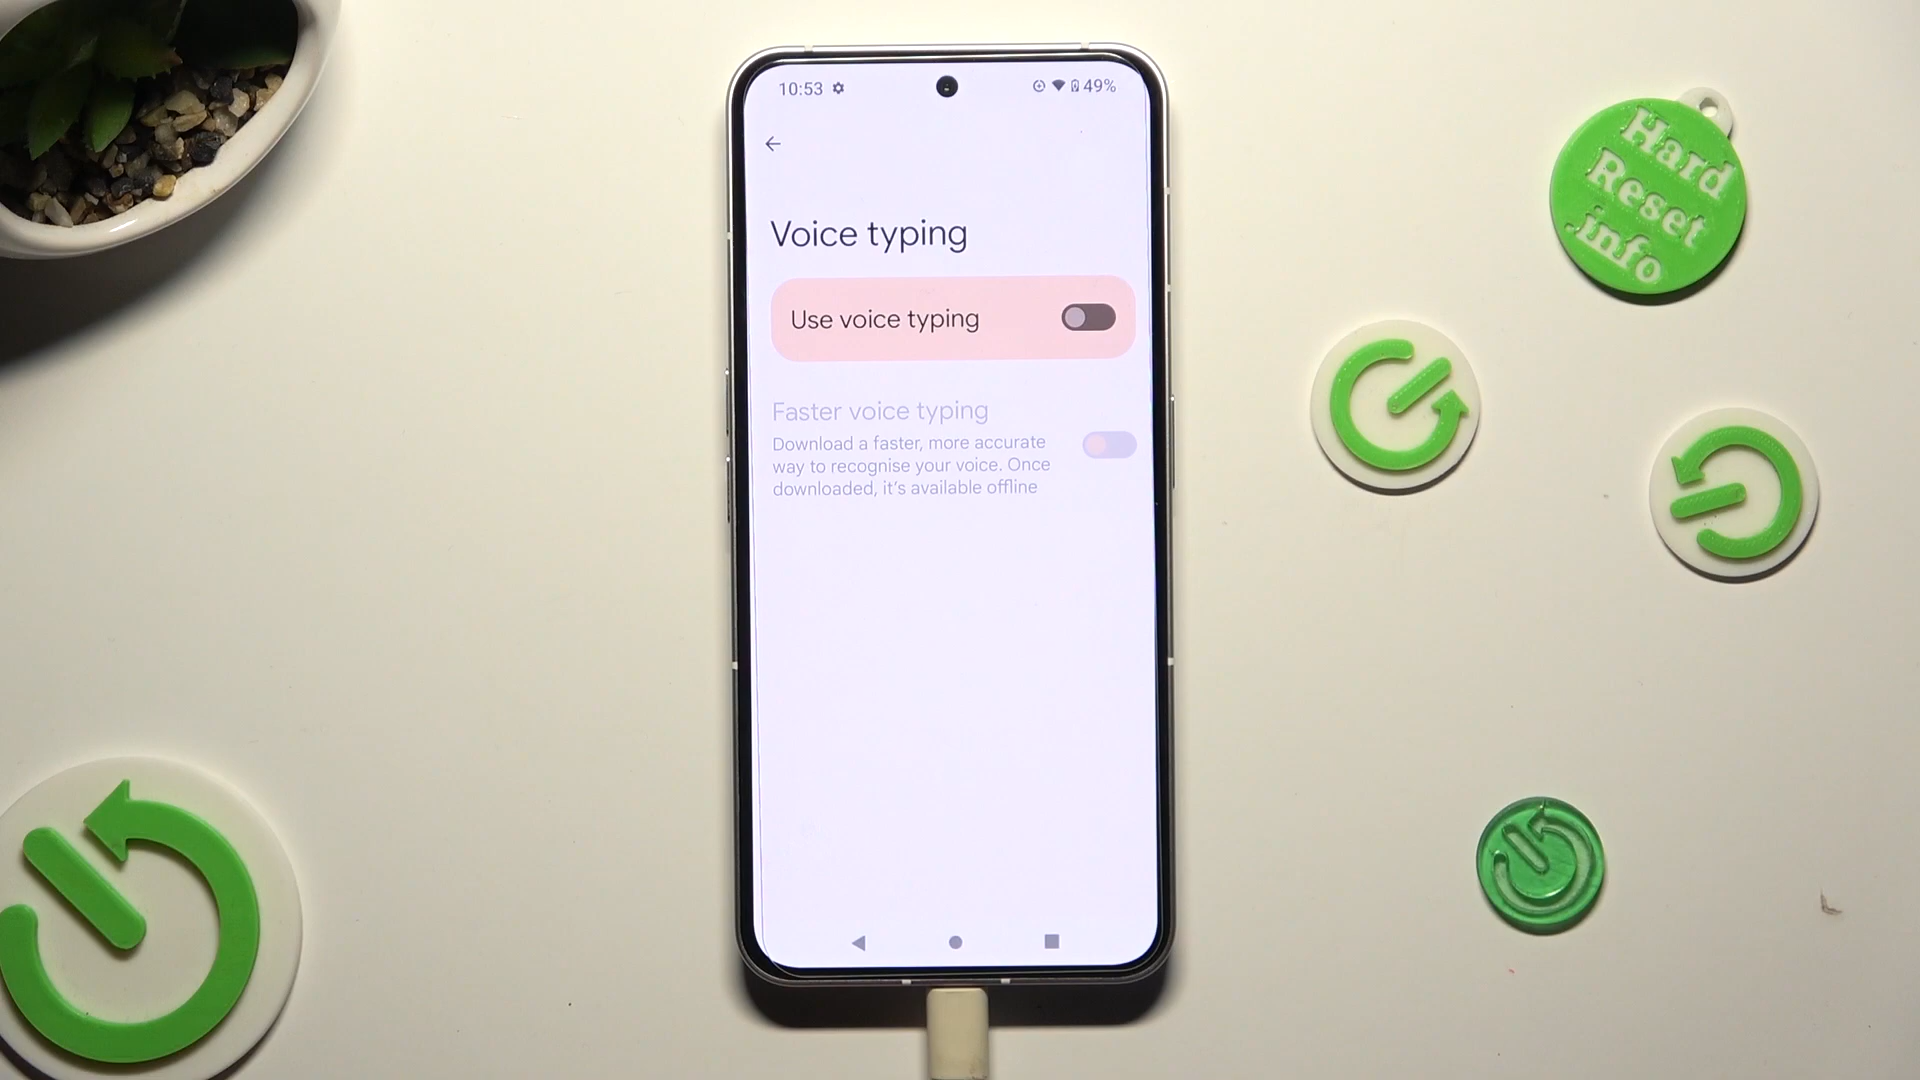 10:53
49%
Voice typing
Use voice typing
Faster voice typing
Download a faster, more accurate
way to recognise your voice. Once
downloaded, it's available offline
Hard
Reset
.info